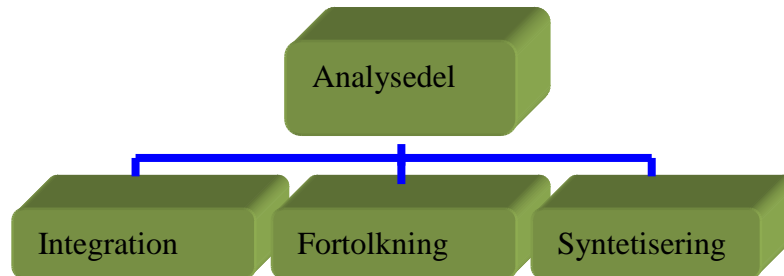 Analysedel
Integration
Fortolkning
Syntetisering